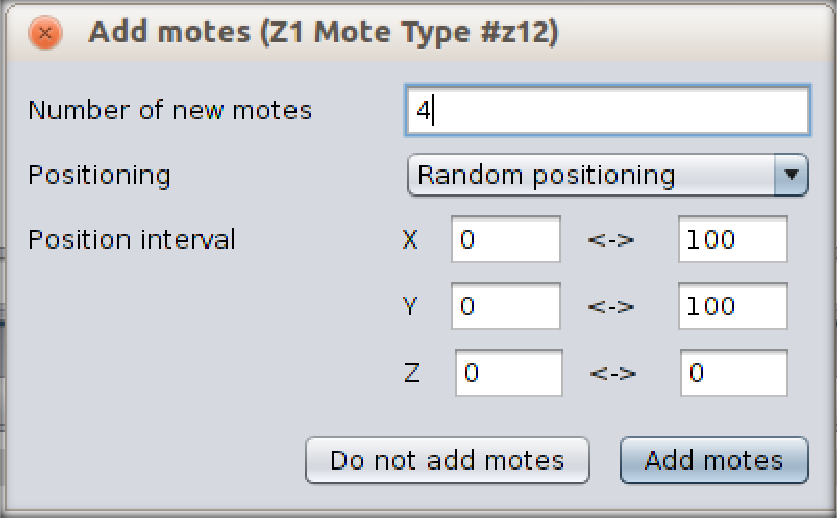 Add motes (Z1 Mote Type #z12)
Number of new motes 4
Positioning Random positioning
Position interval X 0 <-> 100
Y 0 <-> 100
Z 0 <-> 0
Do not add motes Add motes